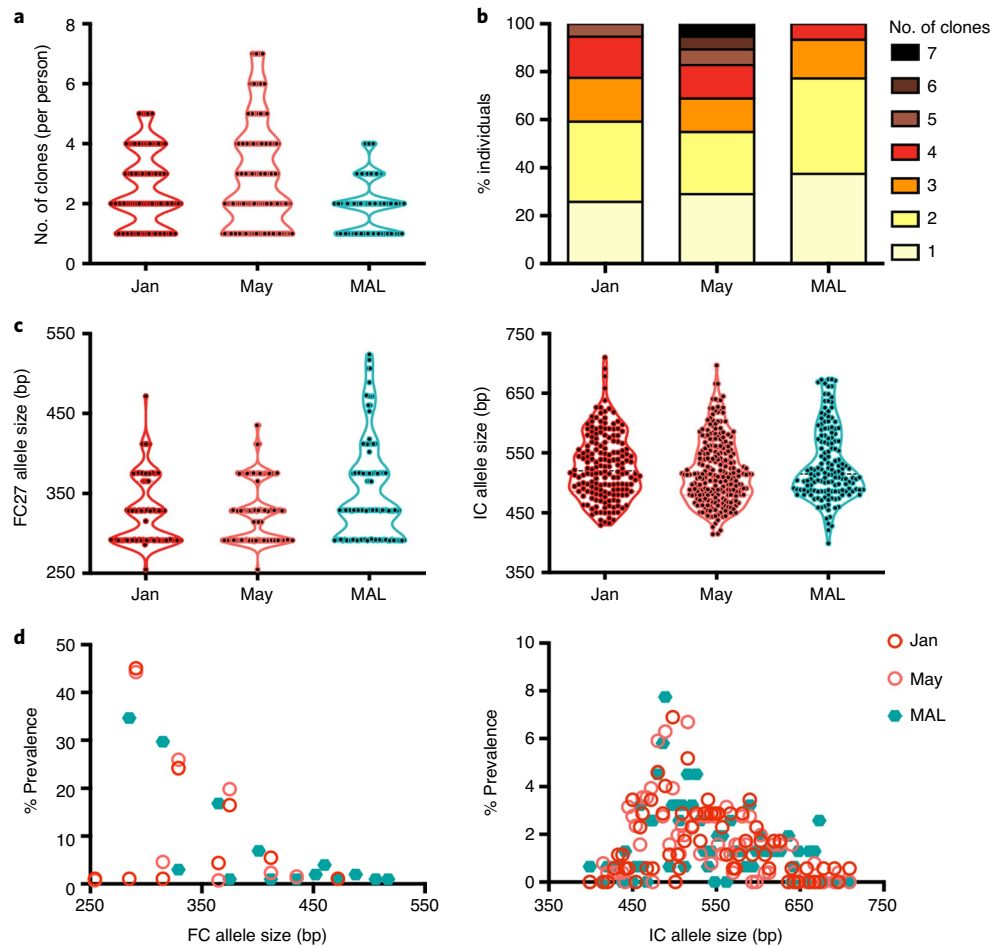 a
No. of clones (per person)
8
6
4
2
0
Jan May MAL
b
% individuals
100
80
60
40
20
0
Jan May MAL
No. of clones
7
6
5
4
3
2
1
c
FC27 allele size (bp)
550
450
350
250
Jan May MAL
IC allele size (bp)
750
650
550
450
350
Jan May MAL
d
% Prevalence
50
40
30
20
10
0
250 350 450 550
FC allele size (bp)
% Prevalence
10
8
6
4
2
0
350 450 550 650 750
IC allele size (bp)
Jan
May
MAL